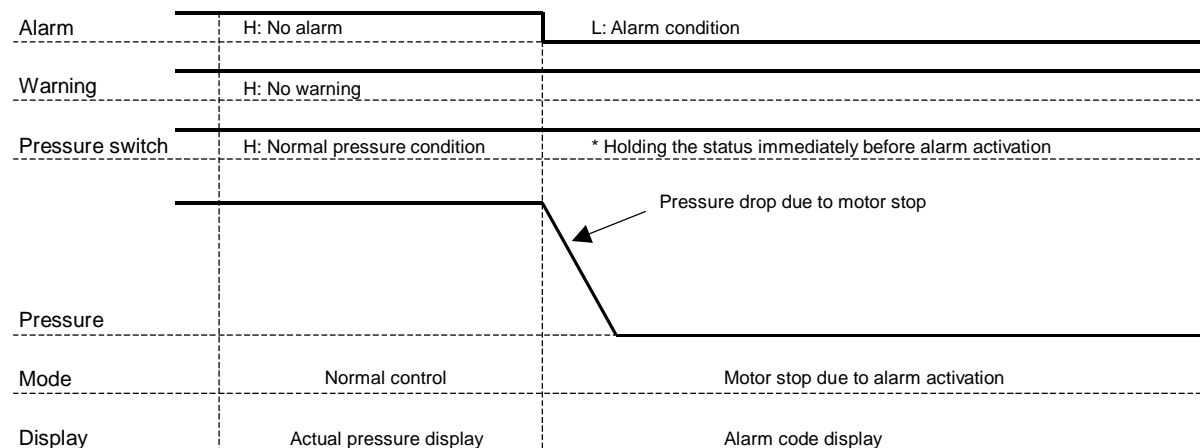 Alarm H: No alarm L: Alarm condition
Warning H: No warning
Pressure switch H: Normal pressure condition * Holding the status immediately before alarm activation
Pressure drop due to motor stop
Pressure
Mode Normal control Motor stop due to alarm activation
Display Actual pressure display Alarm code display